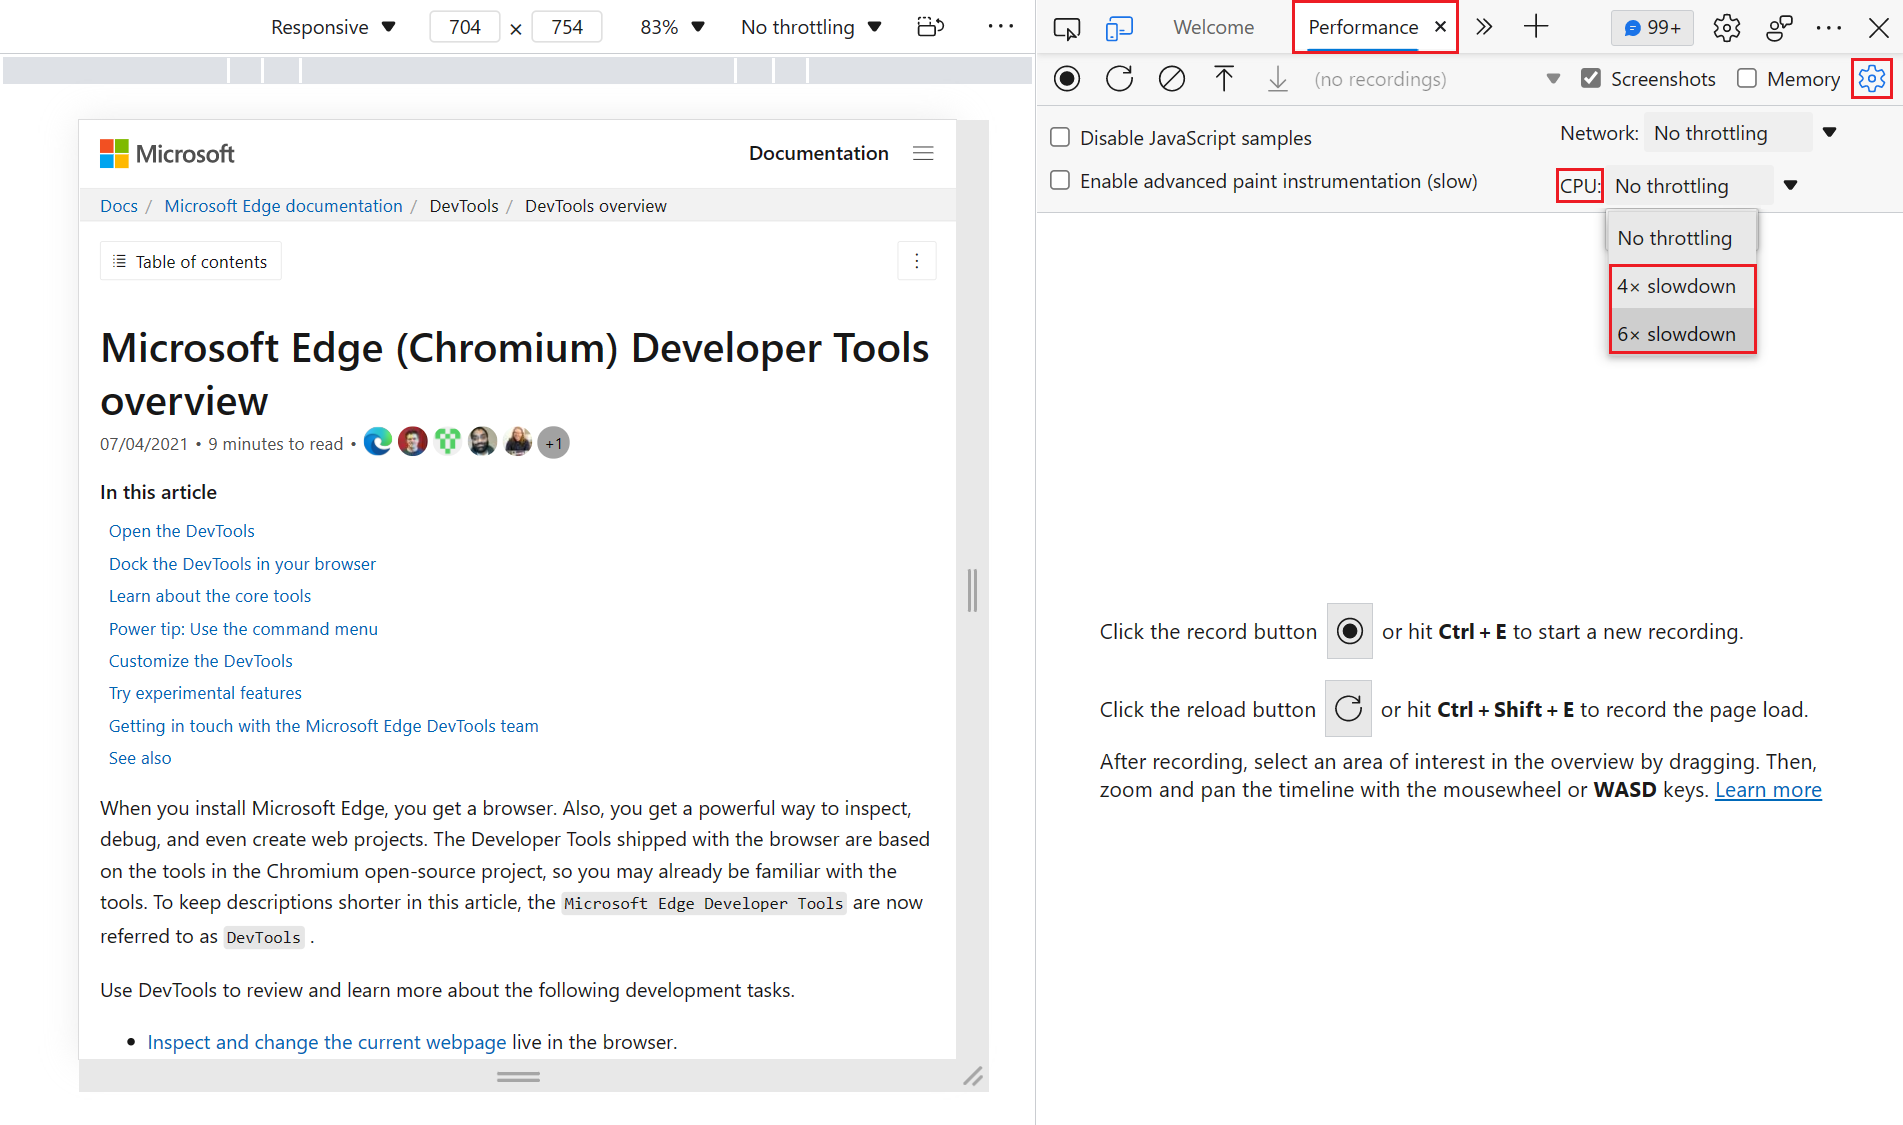 Responsive 704 × 754 83% No throttling
Microsoft Documentation
Docs / Microsoft Edge documentation / DevTools / DevTools overview
Table of contents
Microsoft Edge (Chromium) Developer Tools
overview
07/04/2021 • 9 minutes to read • +1
In this article
Open the DevTools
Dock the DevTools in your browser
Learn about the core tools
Power tip: Use the command menu
Customize the DevTools
Try experimental features
Getting in touch with the Microsoft Edge DevTools team
See also
When you install Microsoft Edge, you get a browser. Also, you get a powerful way to inspect,
debug, and even create web projects. The Developer Tools shipped with the browser are based
on the tools in the Chromium open-source project, so you may already be familiar with the
tools. To keep descriptions shorter in this article, the Microsoft Edge Developer Tools are now
referred to as DevTools .
Use DevTools to review and learn more about the following development tasks.
• Inspect and change the current webpage live in the browser.
Welcome Performance × 99+
(no recordings) Screenshots Memory
Disable JavaScript samples Network: No throttling
Enable advanced paint instrumentation (slow) CPU: No throttling
No throttling
4× slowdown
6× slowdown
Click the record button or hit Ctrl + E to start a new recording.
Click the reload button or hit Ctrl + Shift + E to record the page load.
After recording, select an area of interest in the overview by dragging. Then,
zoom and pan the timeline with the mousewheel or WASD keys. Learn more